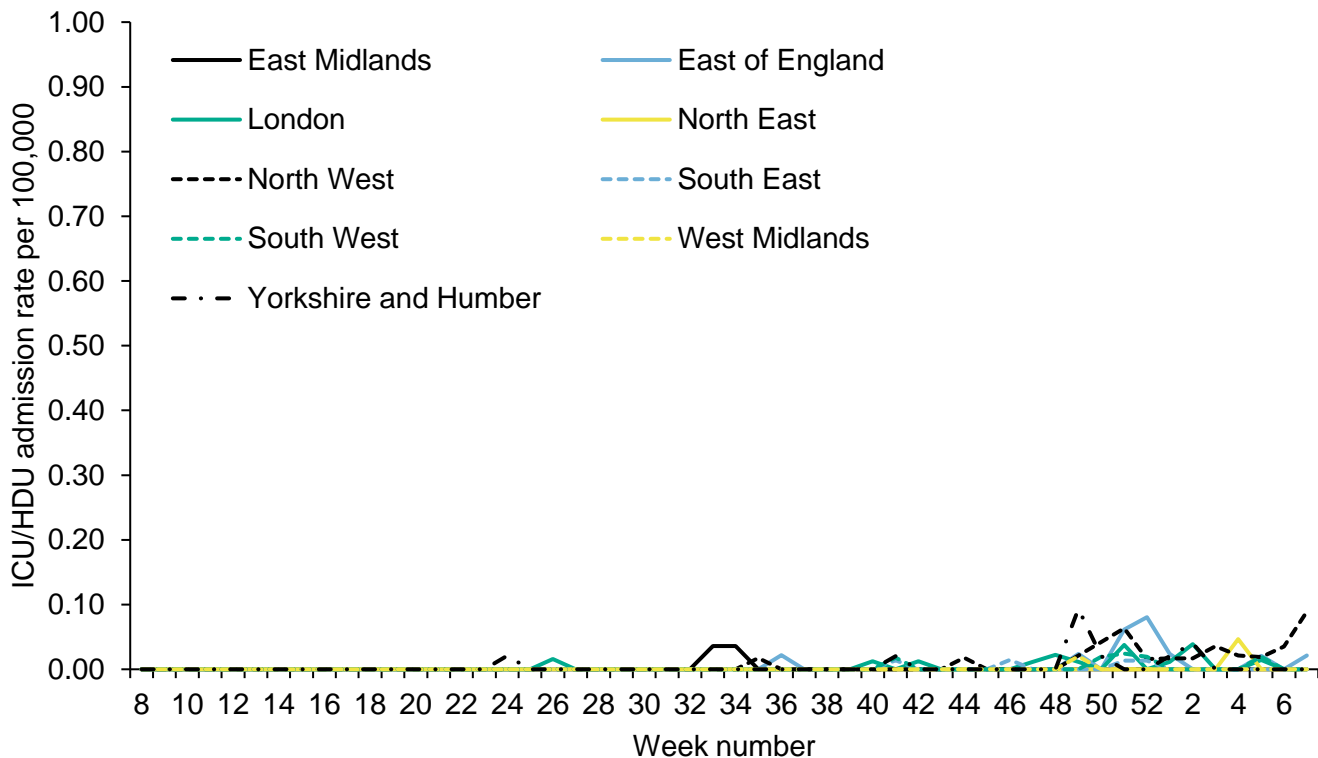 ICU/HDU admission rate per 100,000
1.00
0.90
0.80
0.70
0.60
0.50
0.40
0.30
0.20
0.10
0.00
East Midlands East of England
London North East
North West South East
South West West Midlands
Yorkshire and Humber
8 10 12 14 16 18 20 22 24 26 28 30 32 34 36 38 40 42 44 46 48 50 52 2 4 6
Week number